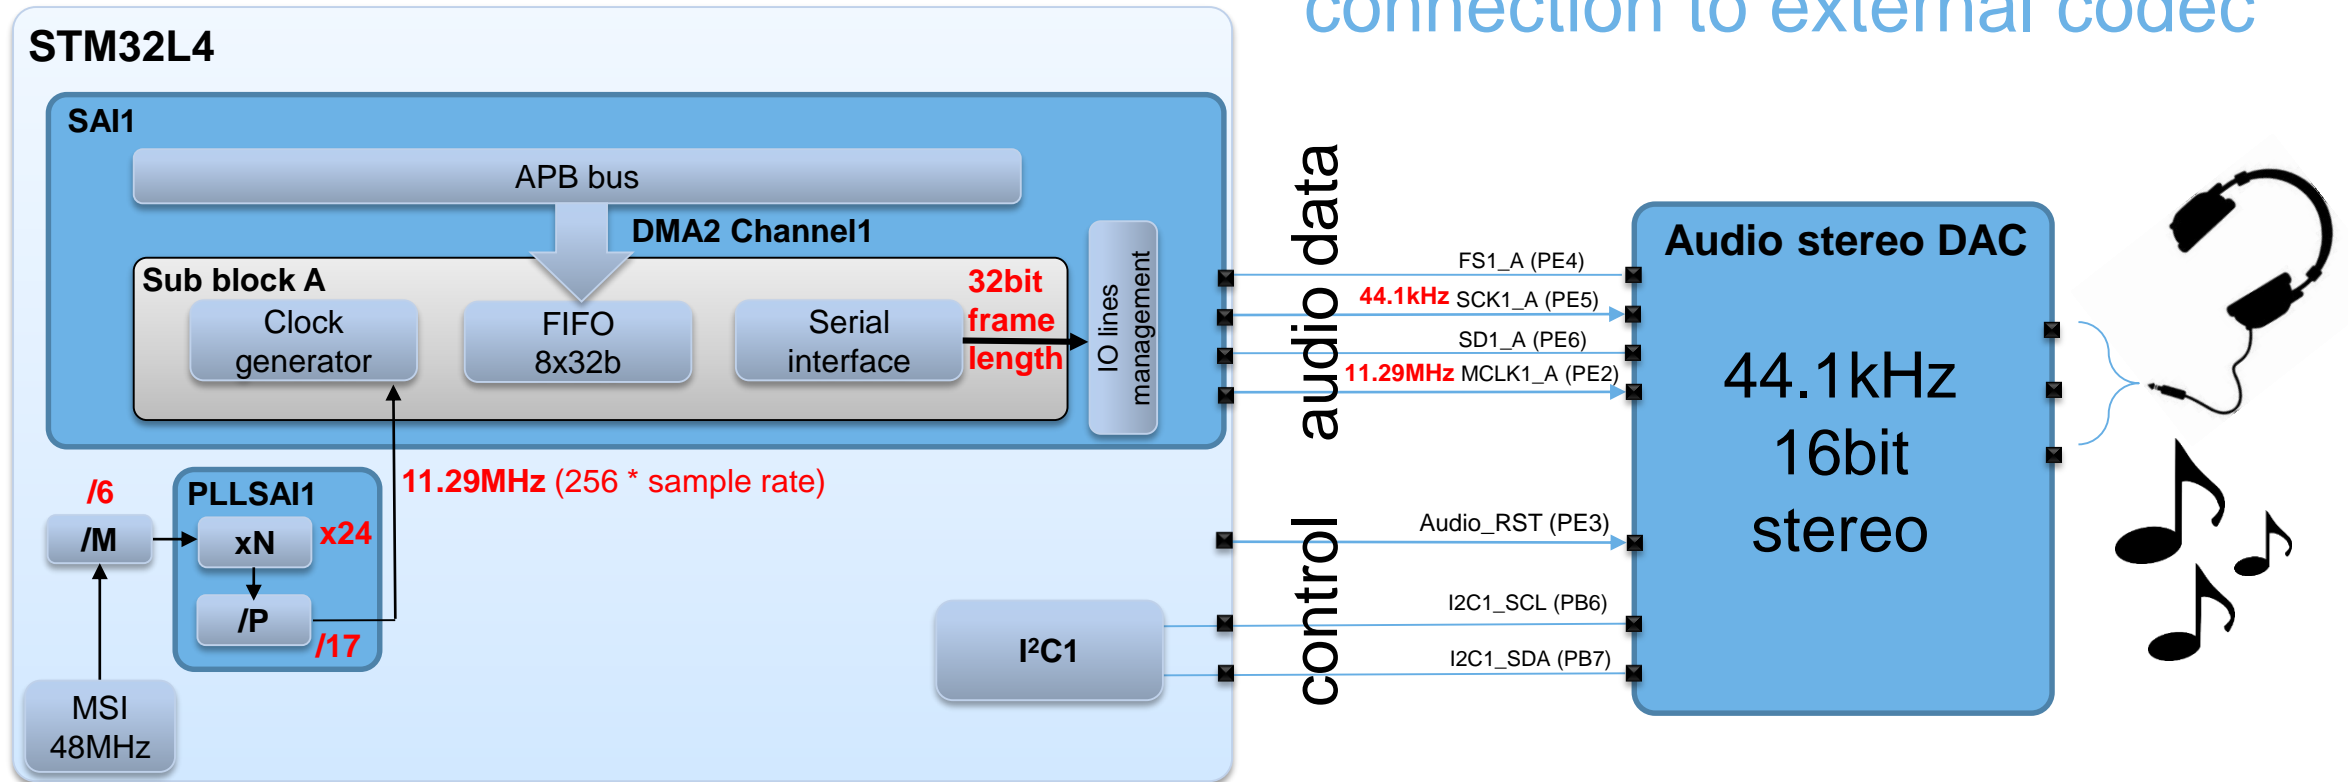 connection to external codec
STM32L4
SAI1
APB bus
DMA2 Channel1
Sub block A
Clock
generator
FIFO
8x32b
Serial
interface
32bit
frame
length
IO lines
management
11.29MHz (256 * sample rate)
/6
/M
PLLSAI1
xN
x24
/P
/17
MSI
48MHz
I²C1
audio data
control
FS1_A (PE4)
44.1kHz SCK1_A (PE5)
SD1_A (PE6)
11.29MHz MCLK1_A (PE2)
Audio_RST (PE3)
I2C1_SCL (PB6)
I2C1_SDA (PB7)
Audio stereo DAC
44.1kHz
16bit
stereo